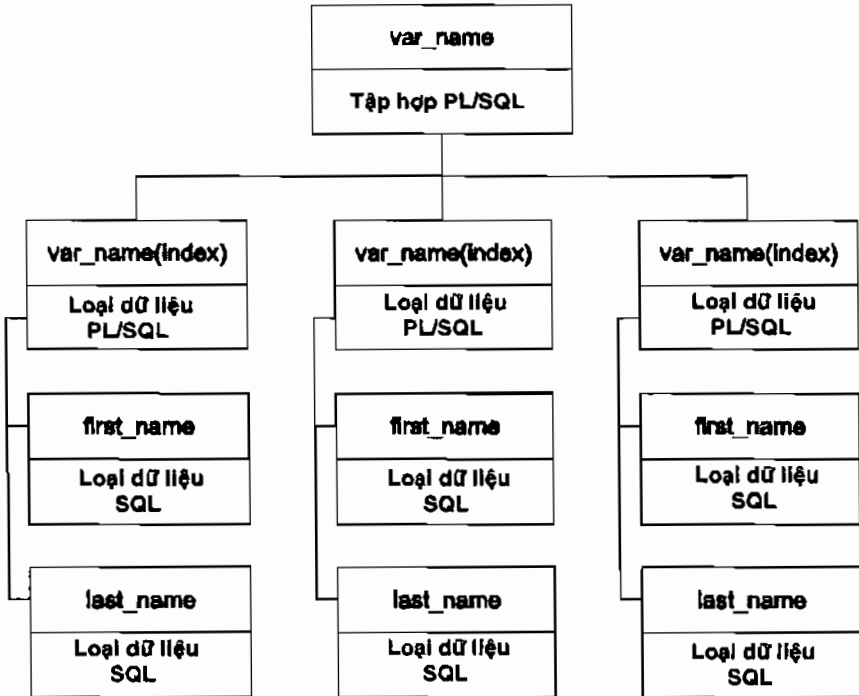 var_name
Tập hợp PL/SQL
var_name(index)
var_name(index)
var_name(index)
Loại dữ liệu
PL/SQL
Loại dữ liệu
PL/SQL
Loại dữ liệu
PL/SQL
first_name
first_name
first_name
Loại dữ liệu
SQL
Loại dữ liệu
SQL
Loại dữ liệu
SQL
last_name
last_name
last_name
Loại dữ liệu
SQL
Loại dữ liệu
SQL
Loại dữ liệu
SQL